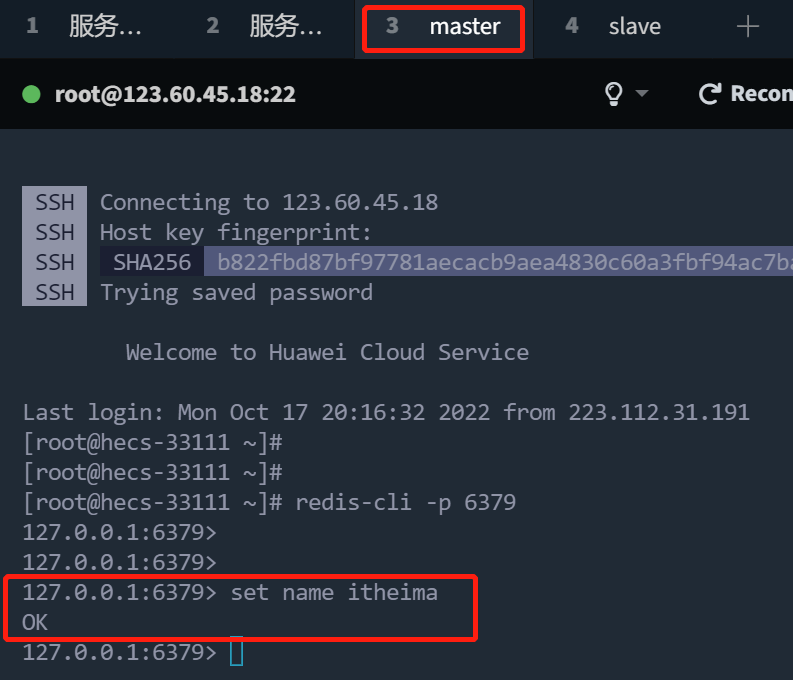 1 服务... 2 服务... 3 master 4 slave
root@123.60.45.18:22 Recon
SSH Connecting to 123.60.45.18
SSH Host key fingerprint:
SSH SHA256 b822fbd87bf97781aecacb9aea4830c60a3fbf94ac7ba
SSH Trying saved password
Welcome to Huawei Cloud Service
Last login: Mon Oct 17 20:16:32 2022 from 223.112.31.191
[root@hecs-33111 ~]#
[root@hecs-33111 ~]#
[root@hecs-33111 ~]# redis-cli -p 6379
127.0.0.1:6379>
127.0.0.1:6379>
127.0.0.1:6379> set name itheima
OK
127.0.0.1:6379>